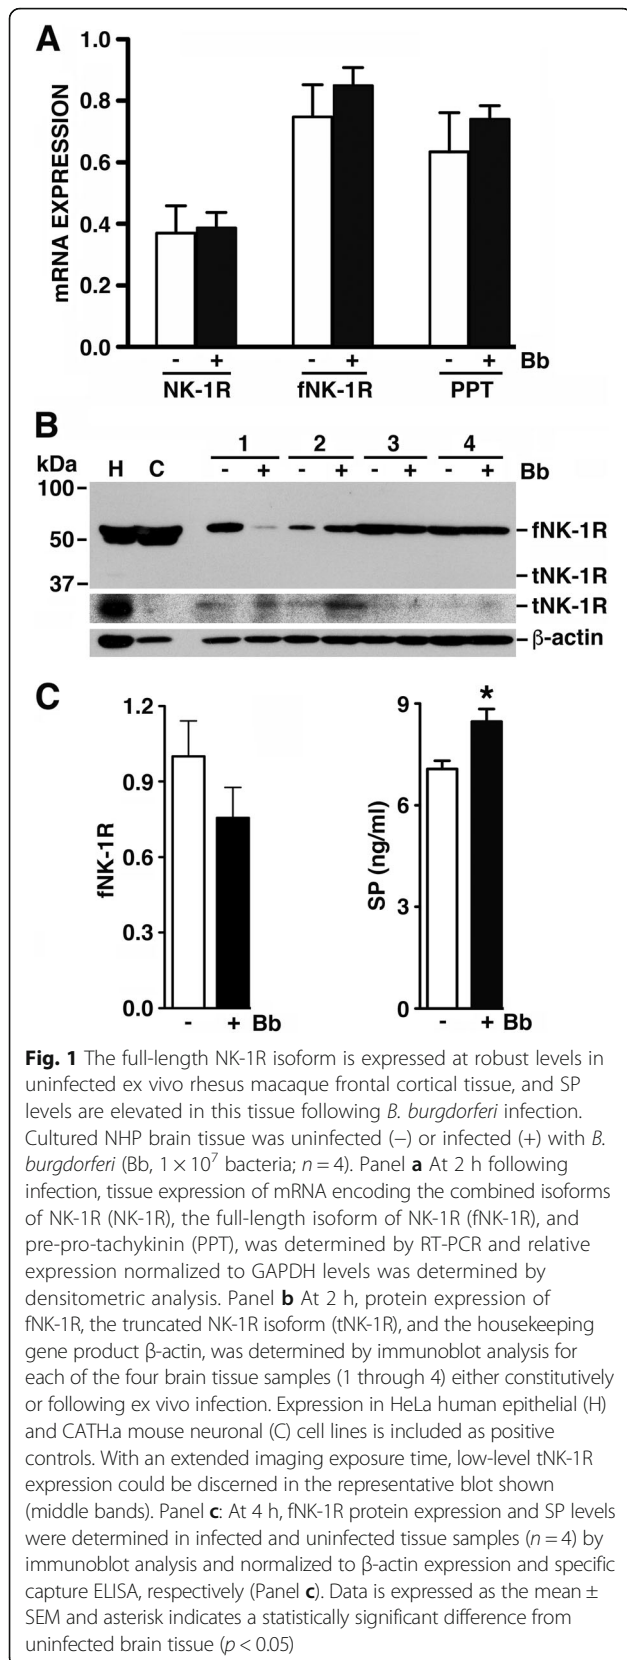 A
1.0
0.8
0.6
0.4
0.2
0.0
mRNA EXPRESSION
- + - + - + Bb
NK-1R fNK-1R PPT
B
1 2 3 4
kDa H C - + - + - + - + Bb
100
50
37
fNK-1R
tNK-1R
tNK-1R
β-actin
C
1.2
0.9
0.6
0.3
0.0
fNK-1R
- + Bb
*
9
6
3
0
SP (ng/ml)
- + Bb
Fig. 1 The full-length NK-1R isoform is expressed at robust levels in
uninfected ex vivo rhesus macaque frontal cortical tissue, and SP
levels are elevated in this tissue following B. burgdorferi infection.
Cultured NHP brain tissue was uninfected (−) or infected (+) with B.
burgdorferi (Bb, 1 × 10⁷ bacteria; n = 4). Panel a At 2 h following
infection, tissue expression of mRNA encoding the combined isoforms
of NK-1R (NK-1R), the full-length isoform of NK-1R (fNK-1R), and
pre-pro-tachykinin (PPT), was determined by RT-PCR and relative
expression normalized to GAPDH levels was determined by
densitometric analysis. Panel b At 2 h, protein expression of
fNK-1R, the truncated NK-1R isoform (tNK-1R), and the housekeeping
gene product β-actin, was determined by immunoblot analysis for
each of the four brain tissue samples (1 through 4) either constitutively
or following ex vivo infection. Expression in HeLa human epithelial (H)
and CATH.a mouse neuronal (C) cell lines is included as positive
controls. With an extended imaging exposure time, low-level tNK-1R
expression could be discerned in the representative blot shown
(middle bands). Panel c: At 4 h, fNK-1R protein expression and SP levels
were determined in infected and uninfected tissue samples (n = 4) by
immunoblot analysis and normalized to β-actin expression and specific
capture ELISA, respectively (Panel c). Data is expressed as the mean ±
SEM and asterisk indicates a statistically significant difference from
uninfected brain tissue (p < 0.05)